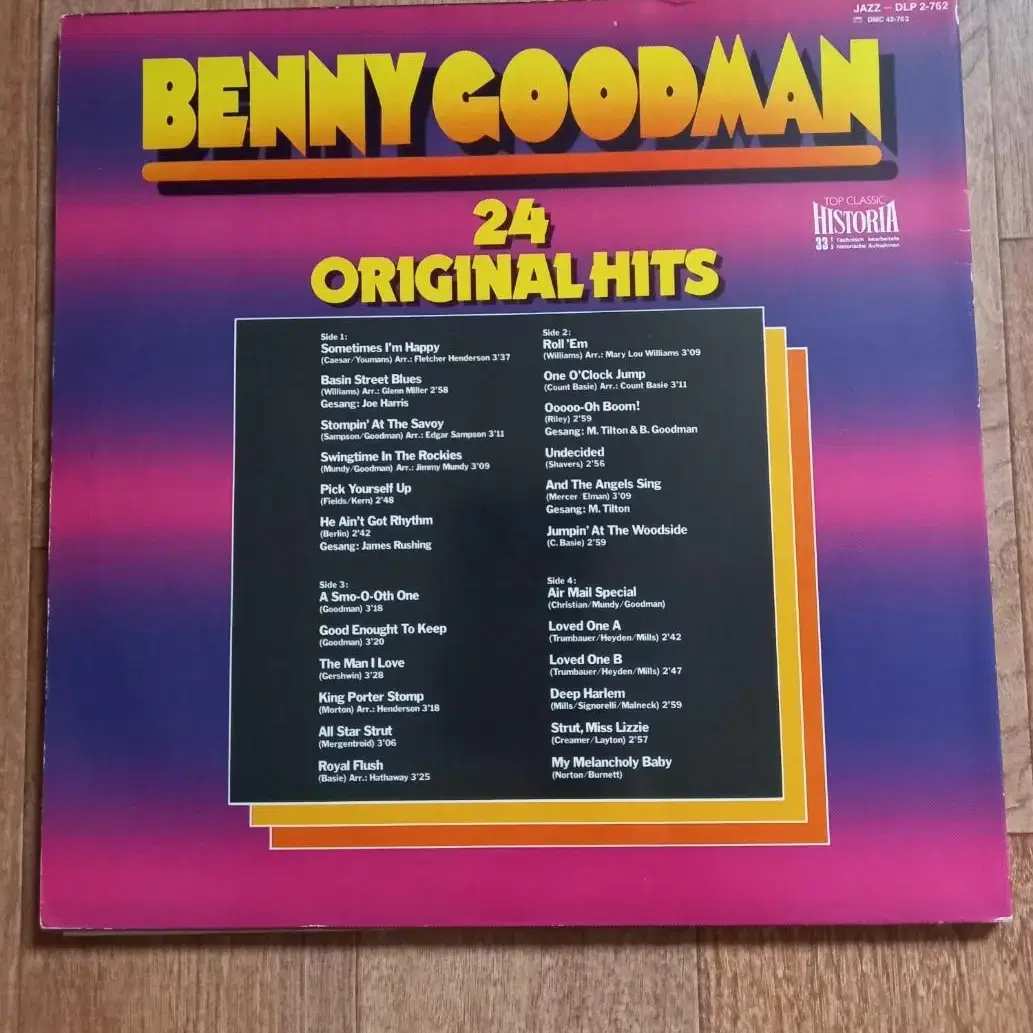 JAZZ – DLP 2-762
DMC 42-762
BENNY GOODMAN
24
ORIGINAL HITS
TOP CLASSIC
HISTORIA
33 Technisch bearbeitete
historische Aufnahmen
Side 1:
Sometimes I'm Happy
(Caesar/Youmans) Arr.: Fletcher Henderson 3'37
Basin Street Blues
(Williams) Arr.: Glenn Miller 2'58
Gesang: Joe Harris
Stompin' At The Savoy
(Sampson/Goodman) Arr.: Edgar Sampson 3'11
Swingtime In The Rockies
(Mundy/Goodman) Arr.: Jimmy Mundy 3'09
Pick Yourself Up
(Fields/Kern) 2'48
He Ain't Got Rhythm
(Berlin) 2'42
Gesang: James Rushing
Side 2:
Roll 'Em
(Williams) Arr.: Mary Lou Williams 3'09
One O'Clock Jump
(Count Basie) Arr.: Count Basie 3'11
Ooooo-Oh Boom!
(Riley) 2'59
Gesang: M. Tilton & B. Goodman
Undecided
(Shavers) 2'56
And The Angels Sing
(Mercer/Elman) 3'09
Gesang: M. Tilton
Jumpin' At The Woodside
(C. Basie) 2'59
Side 3:
A Smo-O-Oth One
(Goodman) 3'18
Good Enought To Keep
(Goodman) 3'20
The Man I Love
(Gershwin) 3'28
King Porter Stomp
(Morton) Arr.: Henderson 3'18
All Star Strut
(Mergentroid) 3'06
Royal Flush
(Basie) Arr.: Hathaway 3'25
Side 4:
Air Mail Special
(Christian/Mundy/Goodman)
Loved One A
(Trumbauer/Heyden/Mills) 2'42
Loved One B
(Trumbauer/Heyden/Mills) 2'47
Deep Harlem
(Mills/Signorelli/Malneck) 2'59
Strut, Miss Lizzie
(Creamer/Layton) 2'57
My Melancholy Baby
(Norton/Burnett)